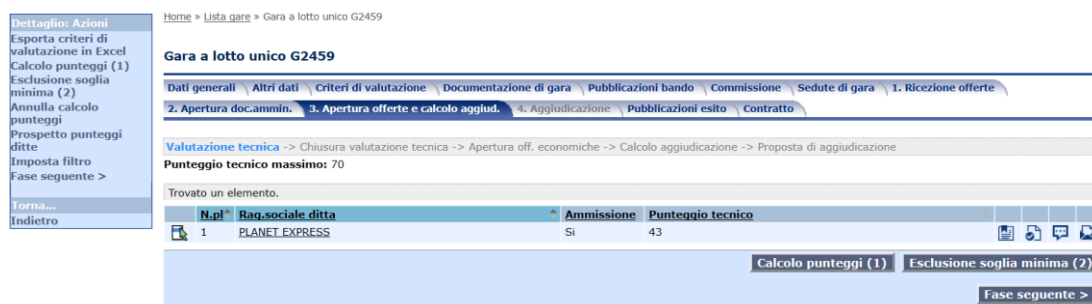 Dettaglio: Azioni
Esporta criteri di
valutazione in Excel
Calcolo punteggi (1)
Esclusione soglia
minima (2)
Annulla calcolo
punteggi
Prospetto punteggi
ditte
Imposta filtro
Fase seguente >
Torna...
Indietro
Home » Lista gare » Gara a lotto unico G2459
Gara a lotto unico G2459
Dati generali Altri dati Criteri di valutazione Documentazione di gara Pubblicazioni bando Commissione Sedute di gara 1. Ricezione offerte
2. Apertura doc.ammin. 3. Apertura offerte e calcolo aggiud. 4. Aggiudicazione Pubblicazioni esito Contratto
Valutazione tecnica -> Chiusura valutazione tecnica -> Apertura off. economiche -> Calcolo aggiudicazione -> Proposta di aggiudicazione
Punteggio tecnico massimo: 70
Trovato un elemento.
N.pl Rag.sociale ditta Ammissione Punteggio tecnico
1 PLANET EXPRESS Si 43
Calcolo punteggi (1) Esclusione soglia minima (2)
Fase seguente >